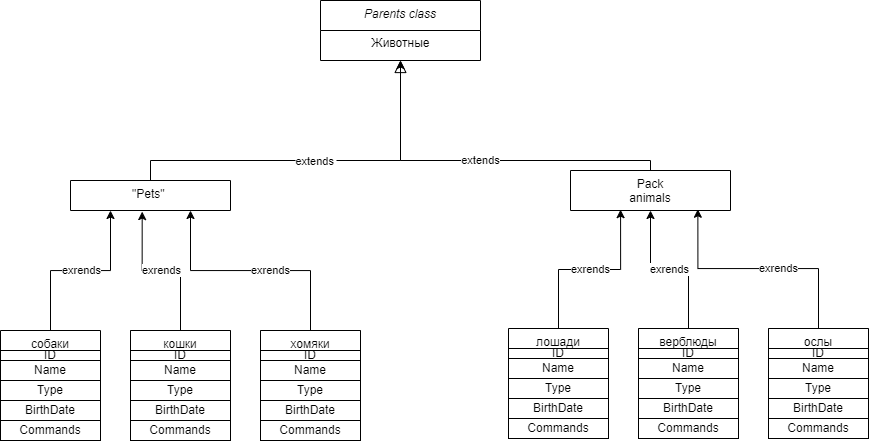 Parents class
Животные
extends
extends
"Pets"
Pack
animals
exrends
exrends
exrends
exrends
exrends
exrends
собаки
ID
Name
Type
BirthDate
Commands
кошки
ID
Name
Type
BirthDate
Commands
хомяки
ID
Name
Type
BirthDate
Commands
лошади
ID
Name
Type
BirthDate
Commands
верблюды
ID
Name
Type
BirthDate
Commands
ослы
ID
Name
Type
BirthDate
Commands